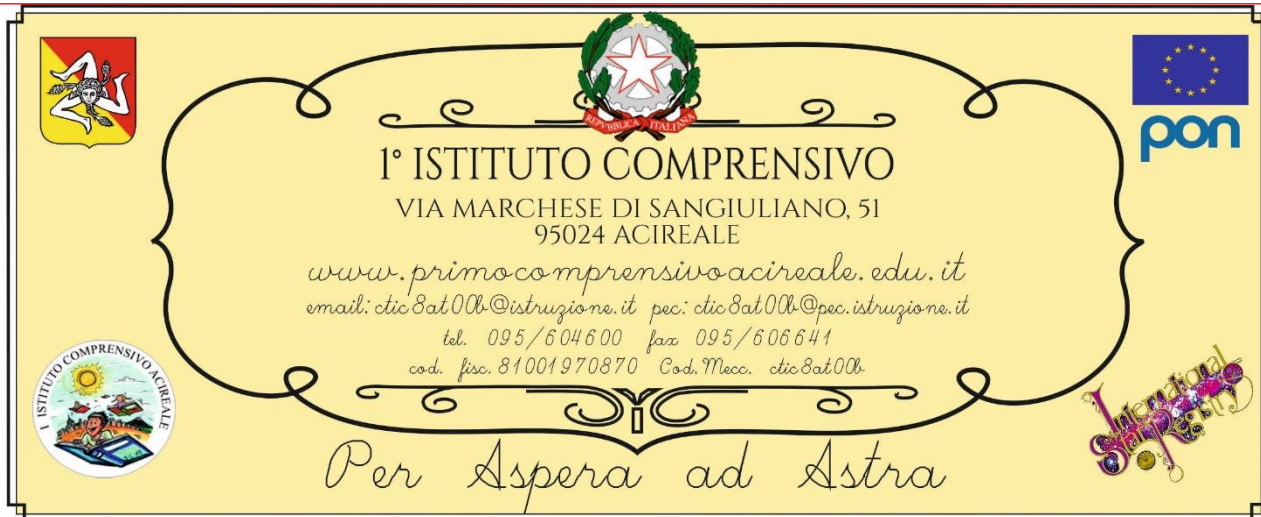 REPVBBLICA ITALIANA
pon
1° ISTITUTO COMPRENSIVO
VIA MARCHESE DI SANGIULIANO, 51
95024 ACIREALE
www.primocomprensivoacireale.edu.it
email: ctic8at00b@istruzione.it pec: ctic8at00b@pec.istruzione.it
tel. 095/604600 fax 095/606641
cod. fisc. 81001970870 Cod. Mecc. ctic8at00b
I ISTITUTO COMPRENSIVO ACIREALE
International
Star Registry
Per Aspera ad Astra